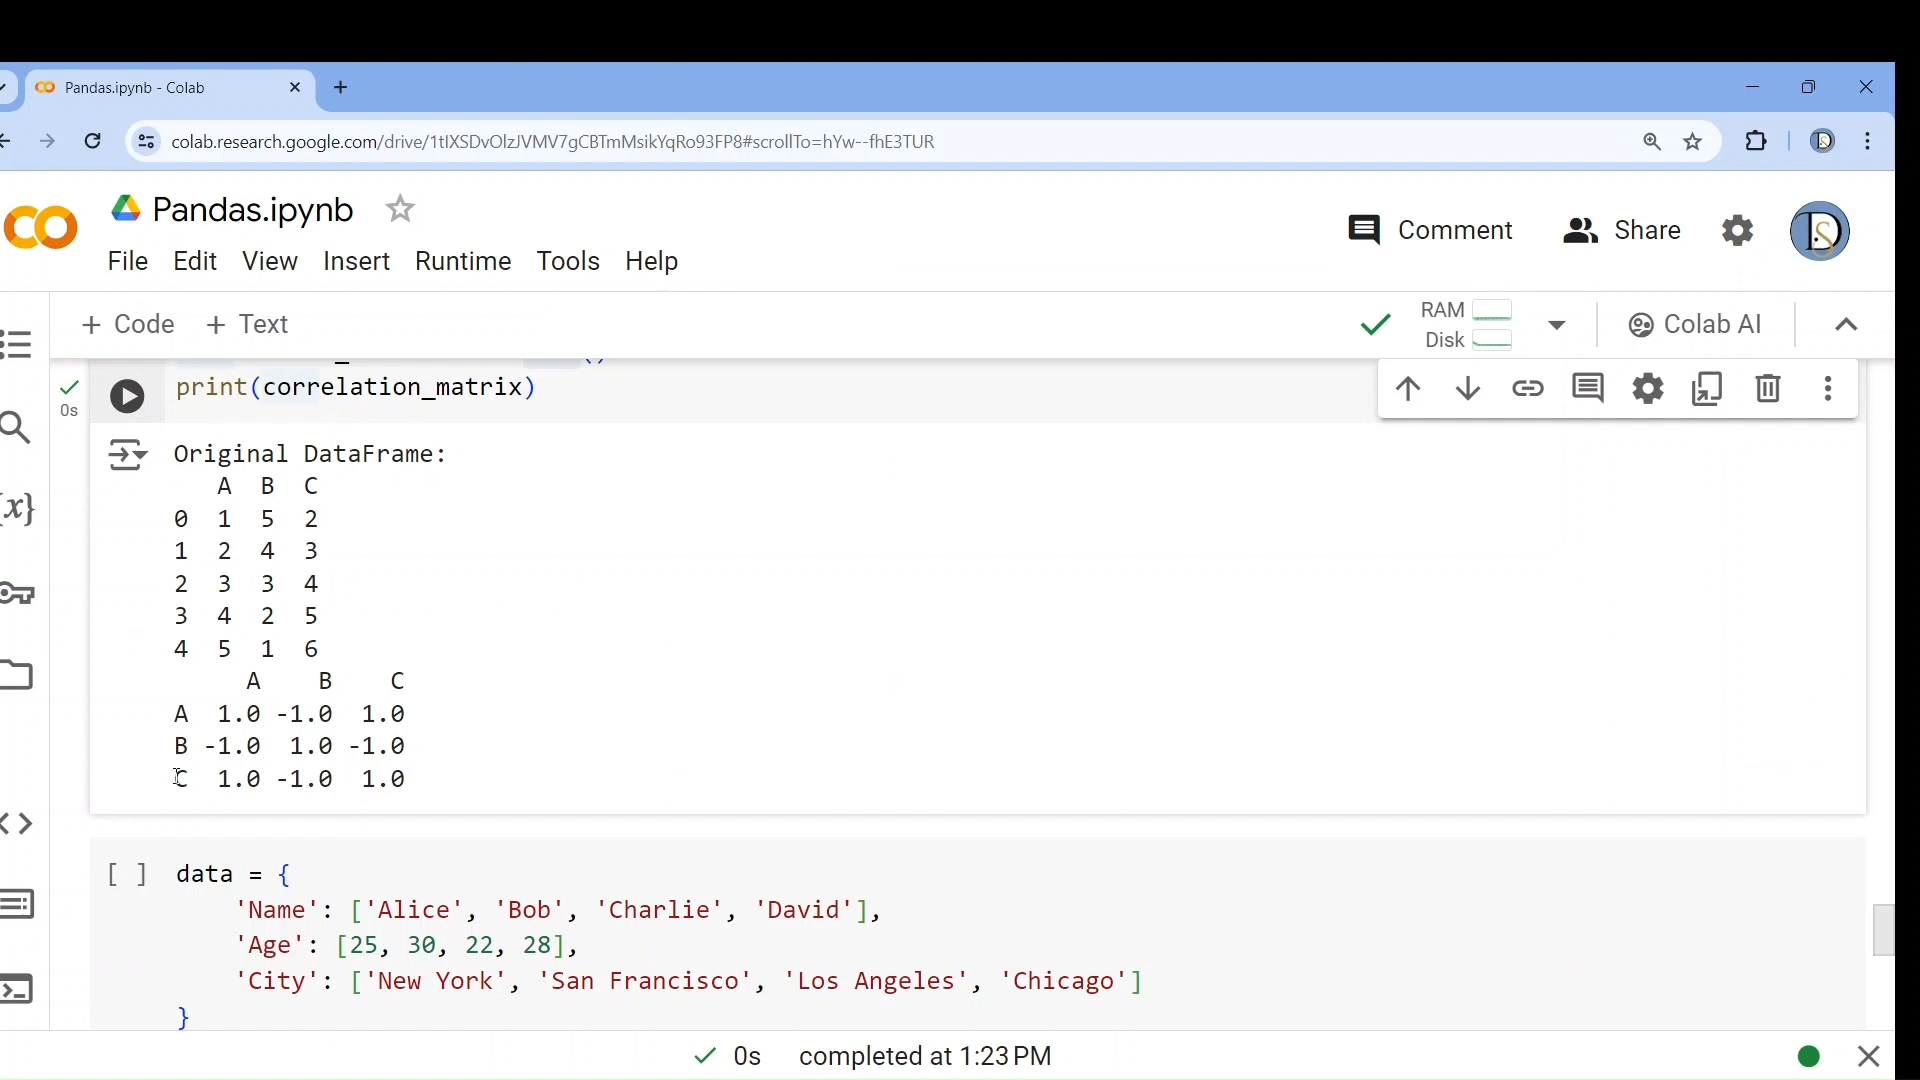 Pandas.ipynb - Colab
colab.research.google.com/drive/1tIXSDvOlzJVMV7gCBTmMsikYqRo93FP8#scrollTo=hYw--fhE3TUR
Pandas.ipynb
Comment
Share
File Edit View Insert Runtime Tools Help
+ Code + Text
RAM
Disk
Colab AI
print(correlation_matrix)
0s
Original DataFrame:
A B C
0 1 5 2
1 2 4 3
2 3 3 4
3 4 2 5
4 5 1 6
A B C
A 1.0 -1.0 1.0
B -1.0 1.0 -1.0
C 1.0 -1.0 1.0
[ ] data = {
'Name': ['Alice', 'Bob', 'Charlie', 'David'],
'Age': [25, 30, 22, 28],
'City': ['New York', 'San Francisco', 'Los Angeles', 'Chicago']
}
0s completed at 1:23 PM